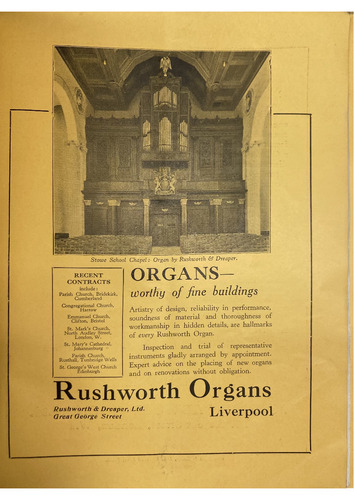 Stowe School Chapel: Organ by Rushworth & Dreaper.
RECENT
CONTRACTS
include:
Parish Church, Bridekirk,
Cumberland
Congregational Church,
Harrow
Emmanuel Church,
Clifton, Bristol
St. Mark's Church,
North Audley Street,
London, W.
St. Mary's Cathedral,
Johannesburg
Parish Church,
Rusthall, Tunbridge Wells
St. George's West Church
Edinburgh
ORGANS—
worthy of fine buildings
Artistry of design, reliability in performance,
soundness of material and thoroughness of
workmanship in hidden details, are hallmarks
of every Rushworth Organ.
Inspection and trial of representative
instruments gladly arranged by appointment.
Expert advice on the placing of new organs
and on renovations without obligation.
Rushworth Organs
Rushworth & Dreaper, Ltd.
Great George Street
Liverpool